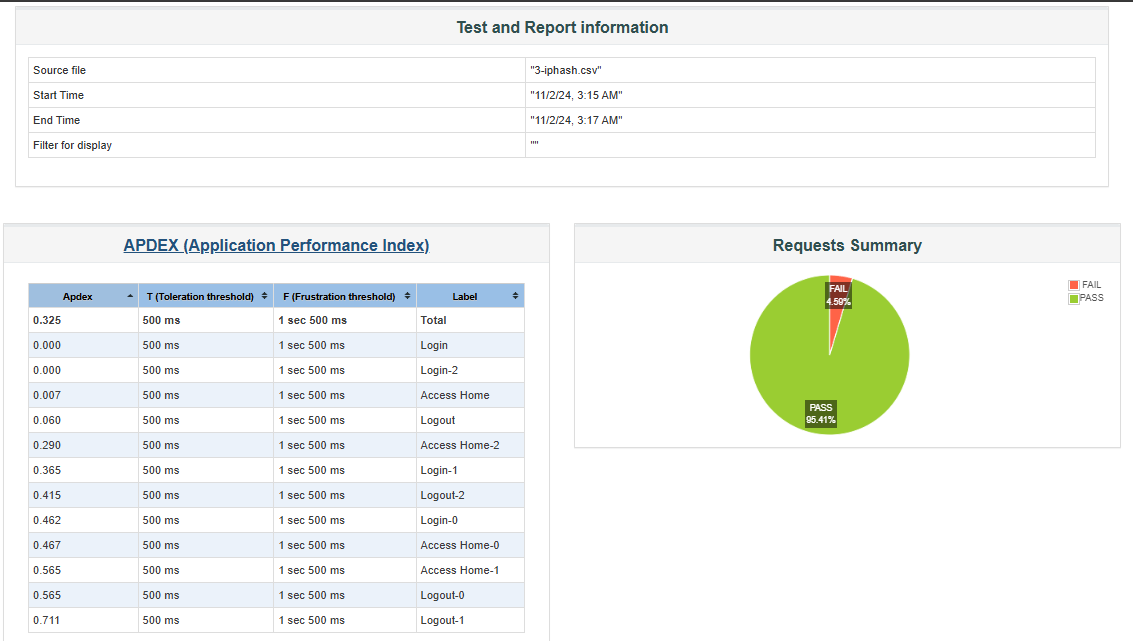 Test and Report information
Source file "3-iphash.csv"
Start Time "11/2/24, 3:15 AM"
End Time "11/2/24, 3:17 AM"
Filter for display ""
APDEX (Application Performance Index)
Apdex T (Toleration threshold) F (Frustration threshold) Label
0.325 500 ms 1 sec 500 ms Total
0.000 500 ms 1 sec 500 ms Login
0.000 500 ms 1 sec 500 ms Login-2
0.007 500 ms 1 sec 500 ms Access Home
0.060 500 ms 1 sec 500 ms Logout
0.290 500 ms 1 sec 500 ms Access Home-2
0.365 500 ms 1 sec 500 ms Login-1
0.415 500 ms 1 sec 500 ms Logout-2
0.462 500 ms 1 sec 500 ms Login-0
0.467 500 ms 1 sec 500 ms Access Home-0
0.565 500 ms 1 sec 500 ms Access Home-1
0.565 500 ms 1 sec 500 ms Logout-0
0.711 500 ms 1 sec 500 ms Logout-1
Requests Summary
FAIL
4.59%
PASS
95.41%
FAIL
PASS